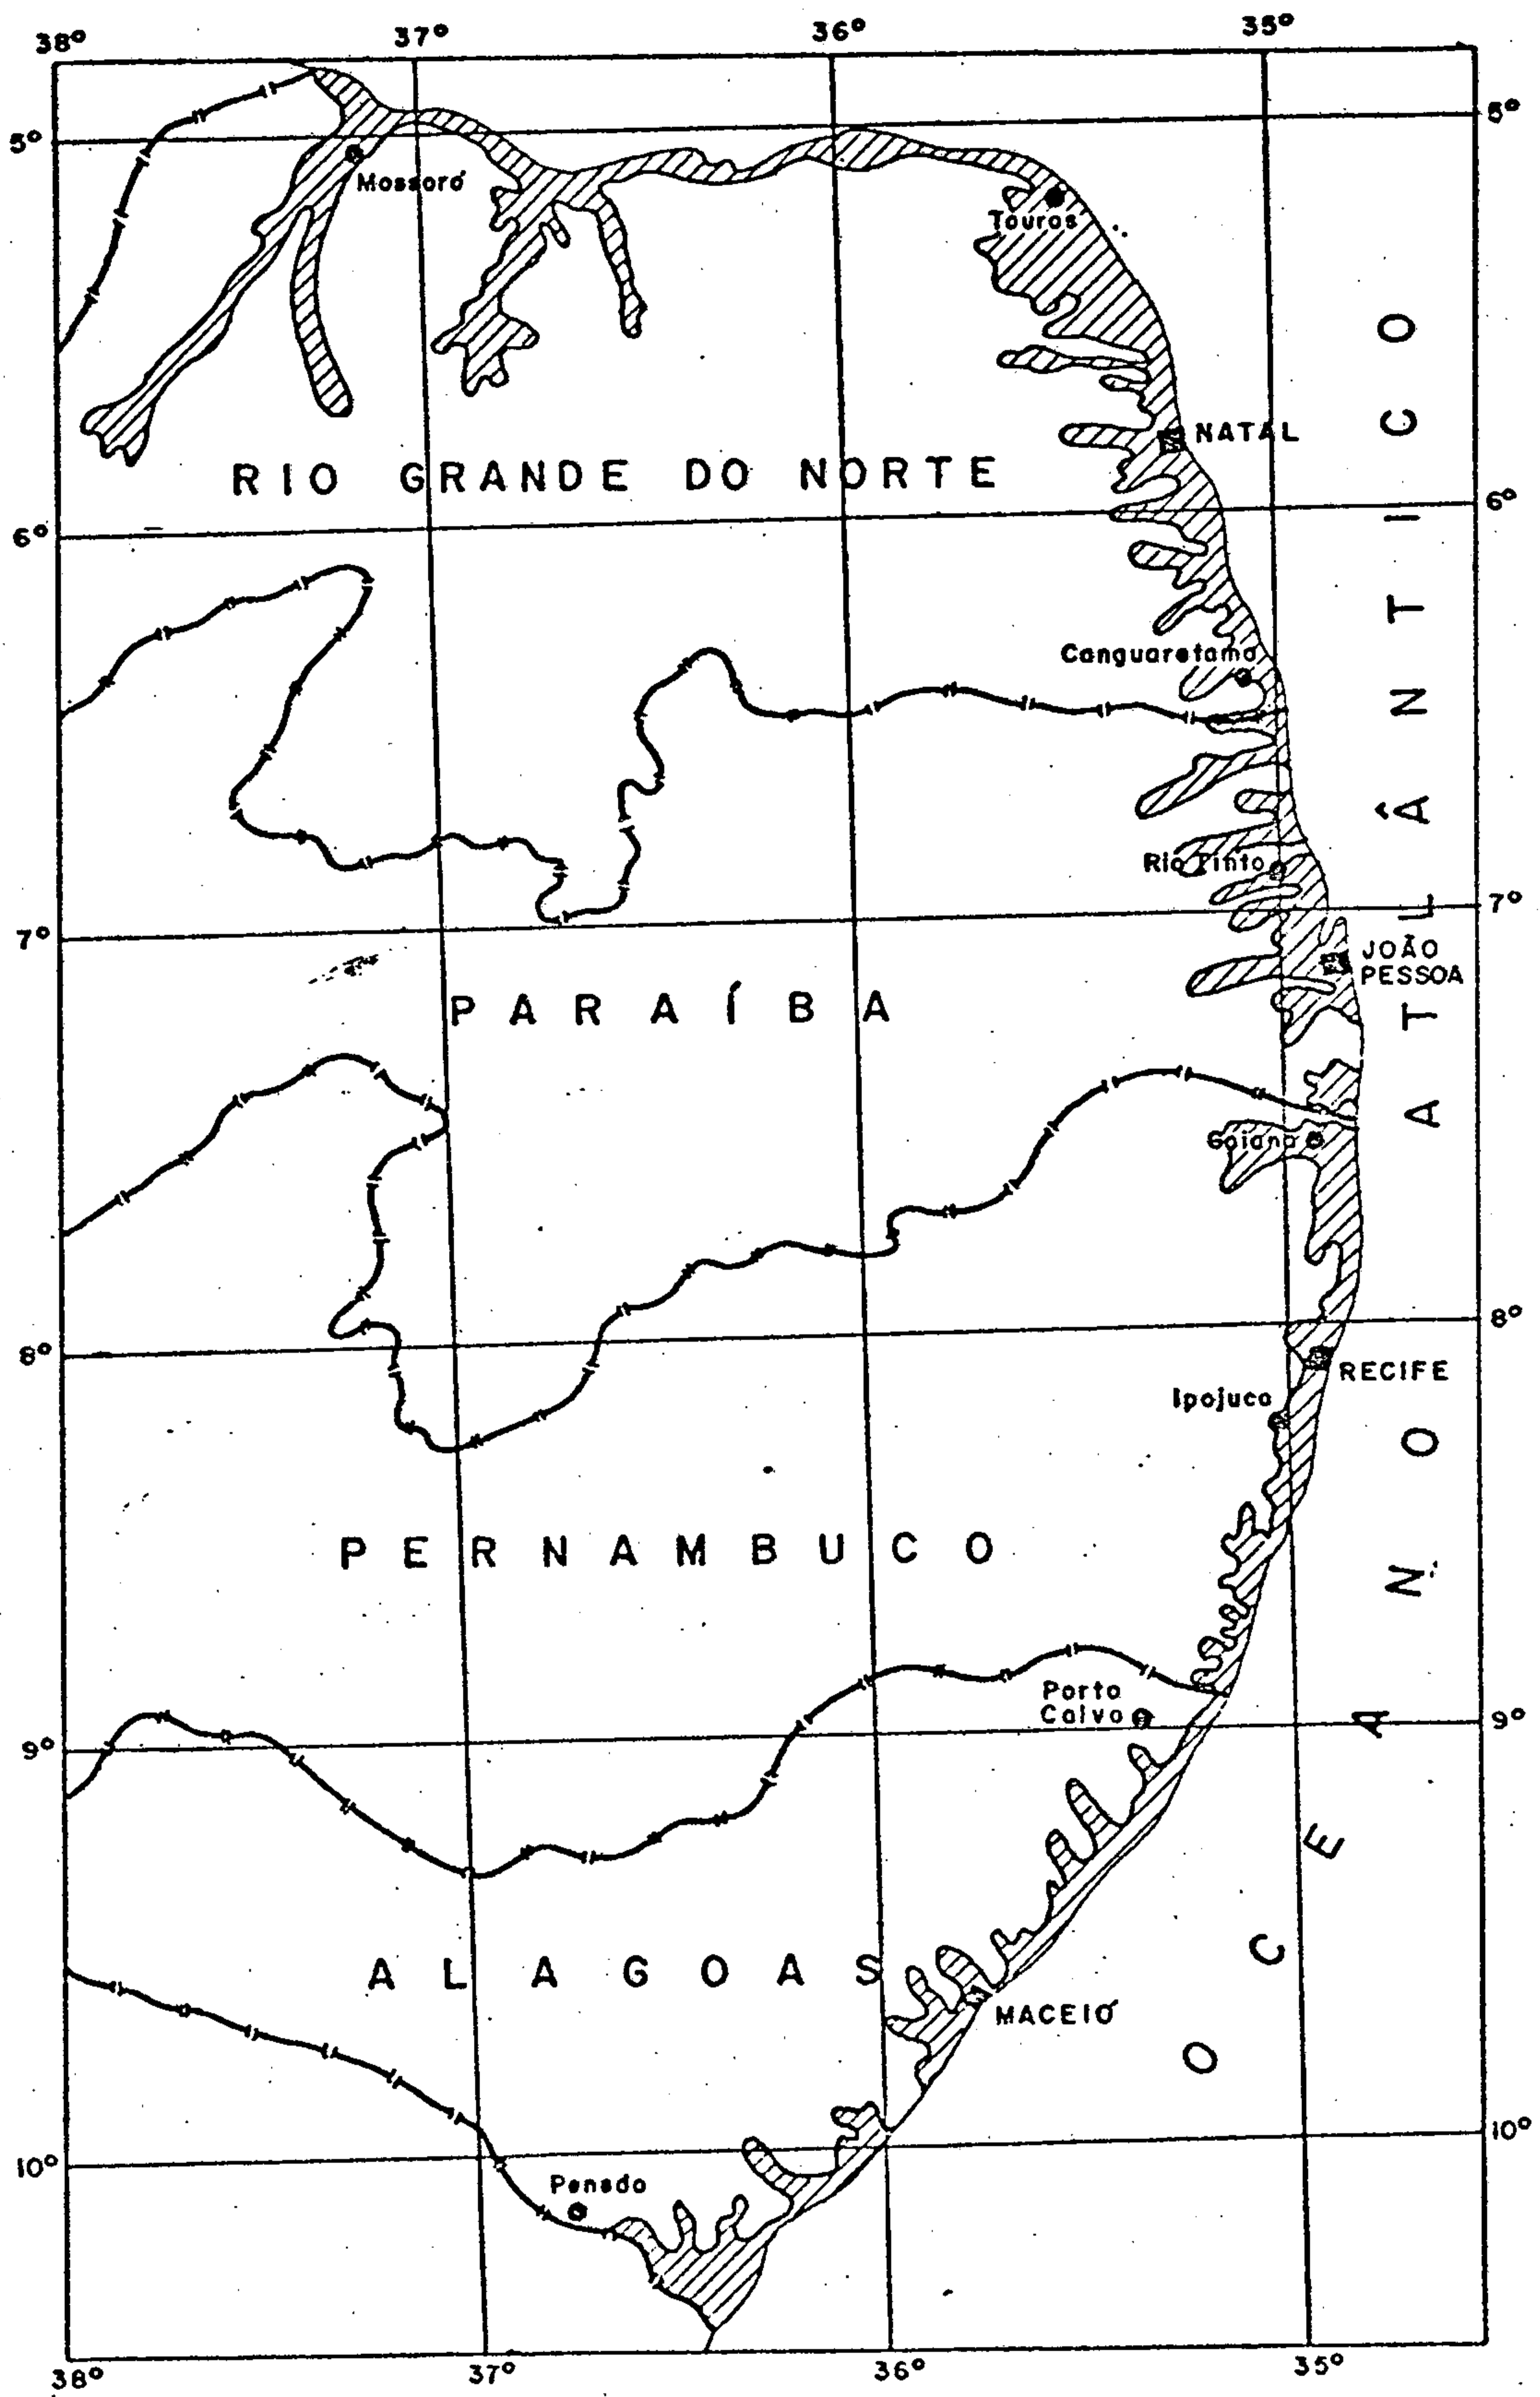 38° 37° 36° 35°
5° 5°
Mossoró
Touros
NATAL
RIO GRANDE DO NORTE
6° 6°
Canguaretama
Rio Tinto
7° 7°
JOÃO
PESSOA
PARAÍBA
Goiana
8° 8°
RECIFE
Ipojuca
PERNAMBUCO
Porto
Calvo
9° 9°
ALAGOAS
MACEIÓ
10° 10°
Penedo
OCEANO ATLÂNTICO
38° 37° 36° 35°